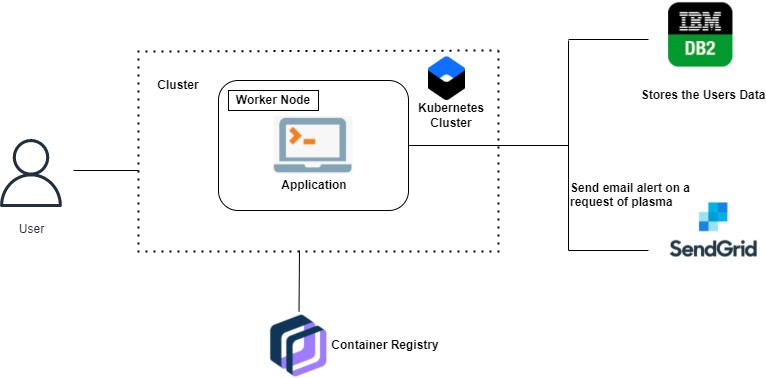 IBM
DB2
Stores the Users Data
Cluster
Kubernetes
Cluster
Worker Node
Application
User
Send email alert on a
request of plasma
SendGrid
Container Registry